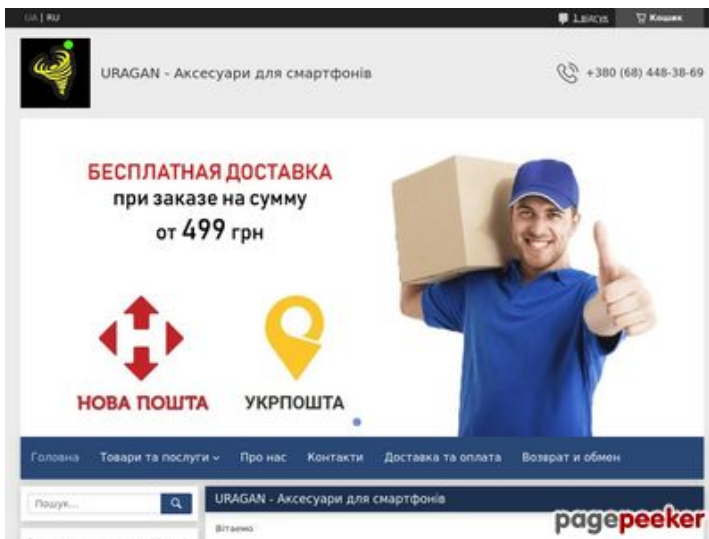 UA | RU
1 відгук
Кошик
URAGAN - Аксесуари для смартфонів
+380 (68) 448-38-69
БЕСПЛАТНАЯ ДОСТАВКА
при заказе на сумму
от 499 грн
НОВА ПОШТА
УКРПОШТА
Головна Товари та послуги Про нас Контакти Доставка та оплата Возврат и обмен
Пошук...
URAGAN - Аксесуари для смартфонів
Вітаємо
pagepeeker